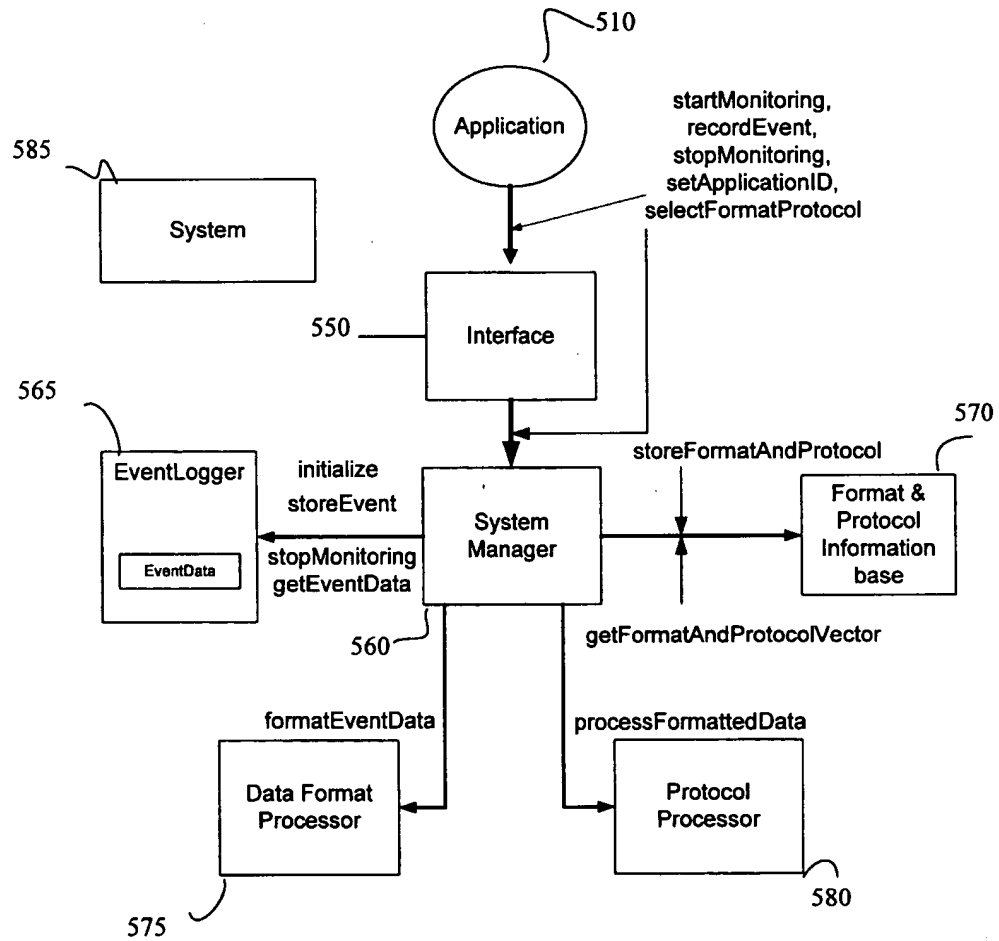 510
Application
startMonitoring,
recordEvent,
stopMonitoring,
setApplicationID,
selectFormatProtocol
585
System
550
Interface
565
EventLogger
EventData
initialize
storeEvent
stopMonitoring
getEventData
System
Manager
560
storeFormatAndProtocol
getFormatAndProtocolVector
570
Format &
Protocol
Information
base
formatEventData
Data Format
Processor
575
processFormattedData
Protocol
Processor
580